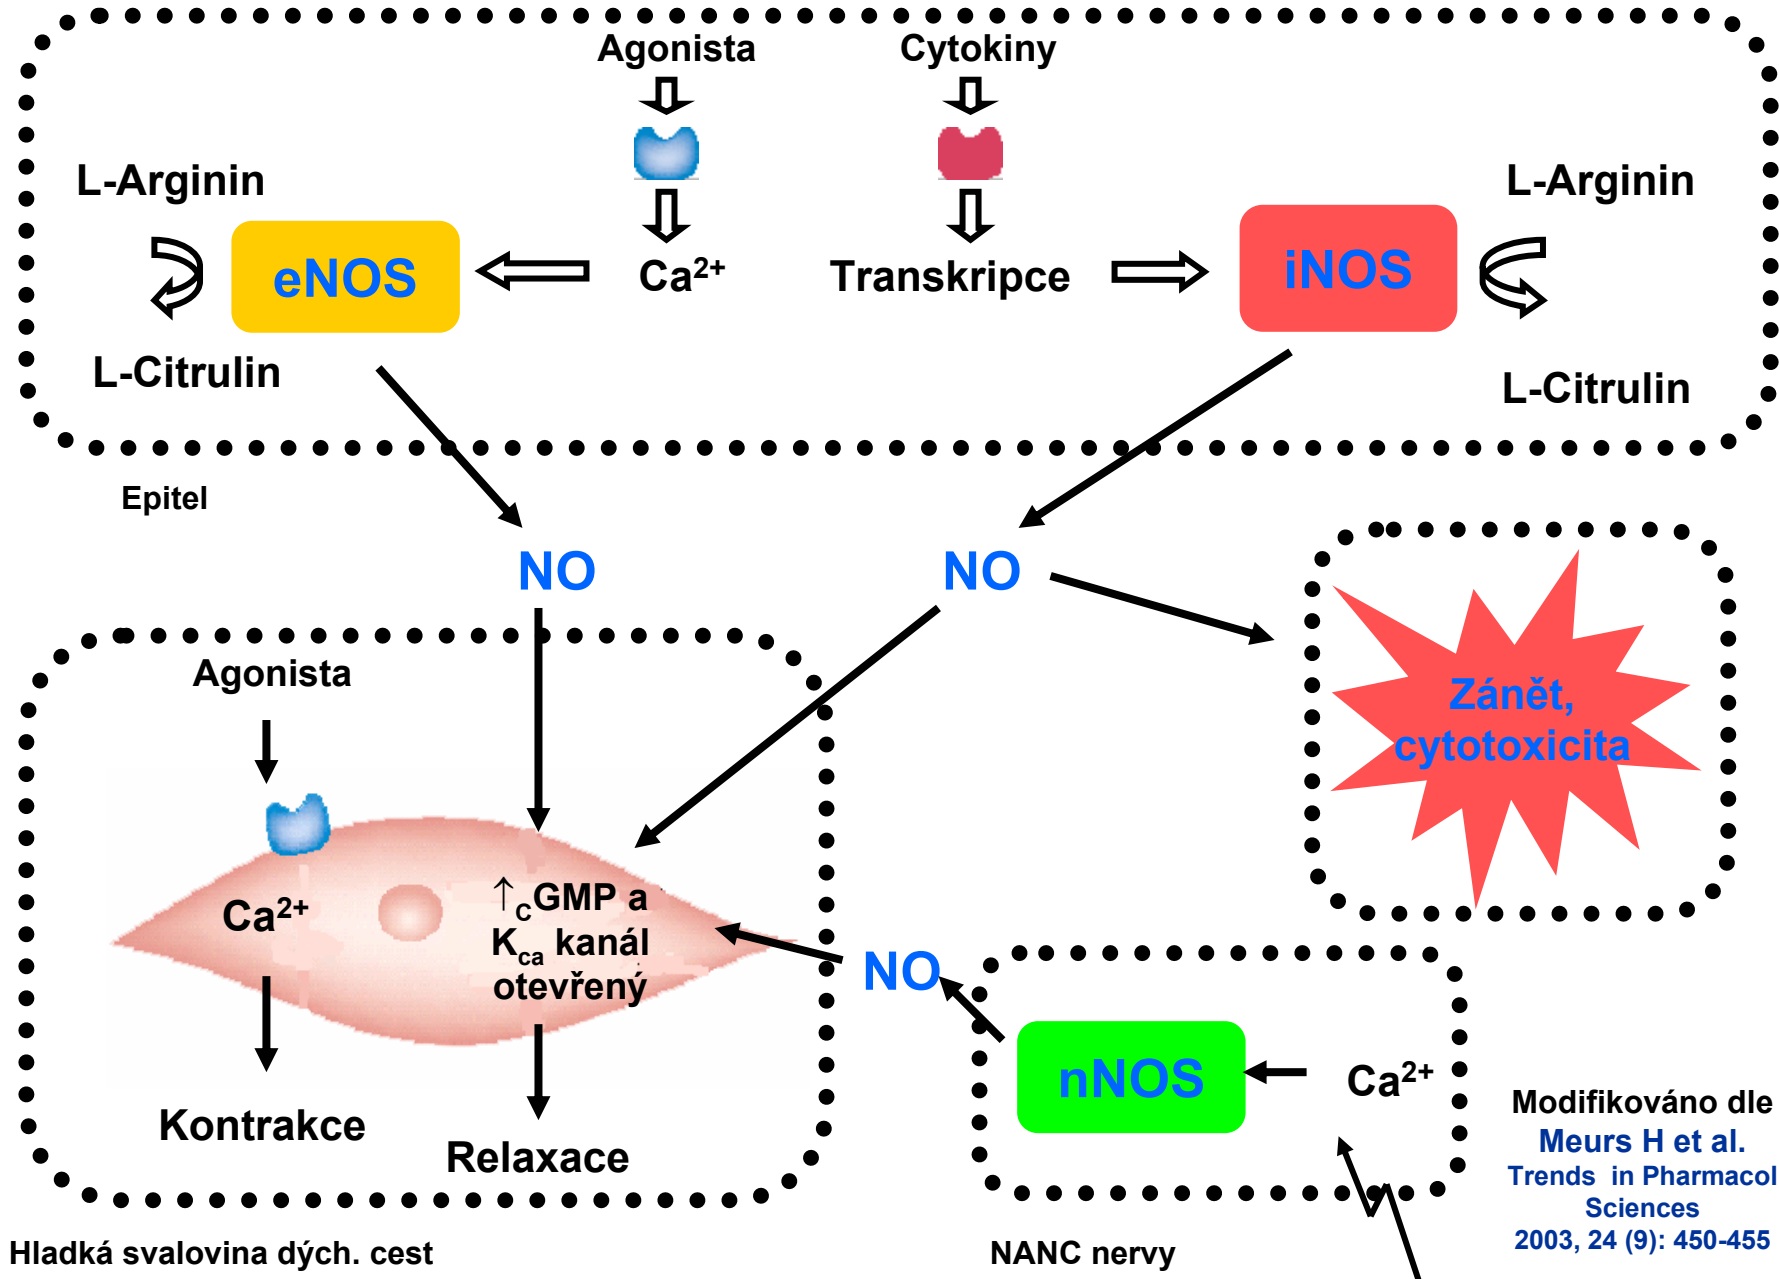 Agonista
Cytokiny
L-Arginin
L-Arginin
eNOS
Ca²⁺
Transkripce
iNOS
L-Citrulin
L-Citrulin
Epitel
NO
NO
Zánět,
cytotoxicita
Agonista
Ca²⁺
↑cGMP a
Kca kanál
otevřený
NO
Kontrakce
Relaxace
nNOS
Ca²⁺
Modifikováno dle
Meurs H et al.
Trends in Pharmacol
Sciences
2003, 24 (9): 450-455
Hladká svalovina dých. cest
NANC nervy